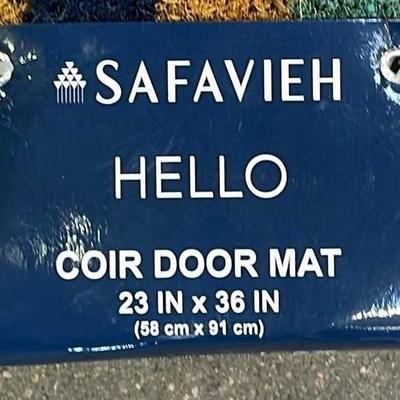 SAFAVIEH
HELLO
COIR DOOR MAT
23 IN x 36 IN
(58 cm x 91 cm)